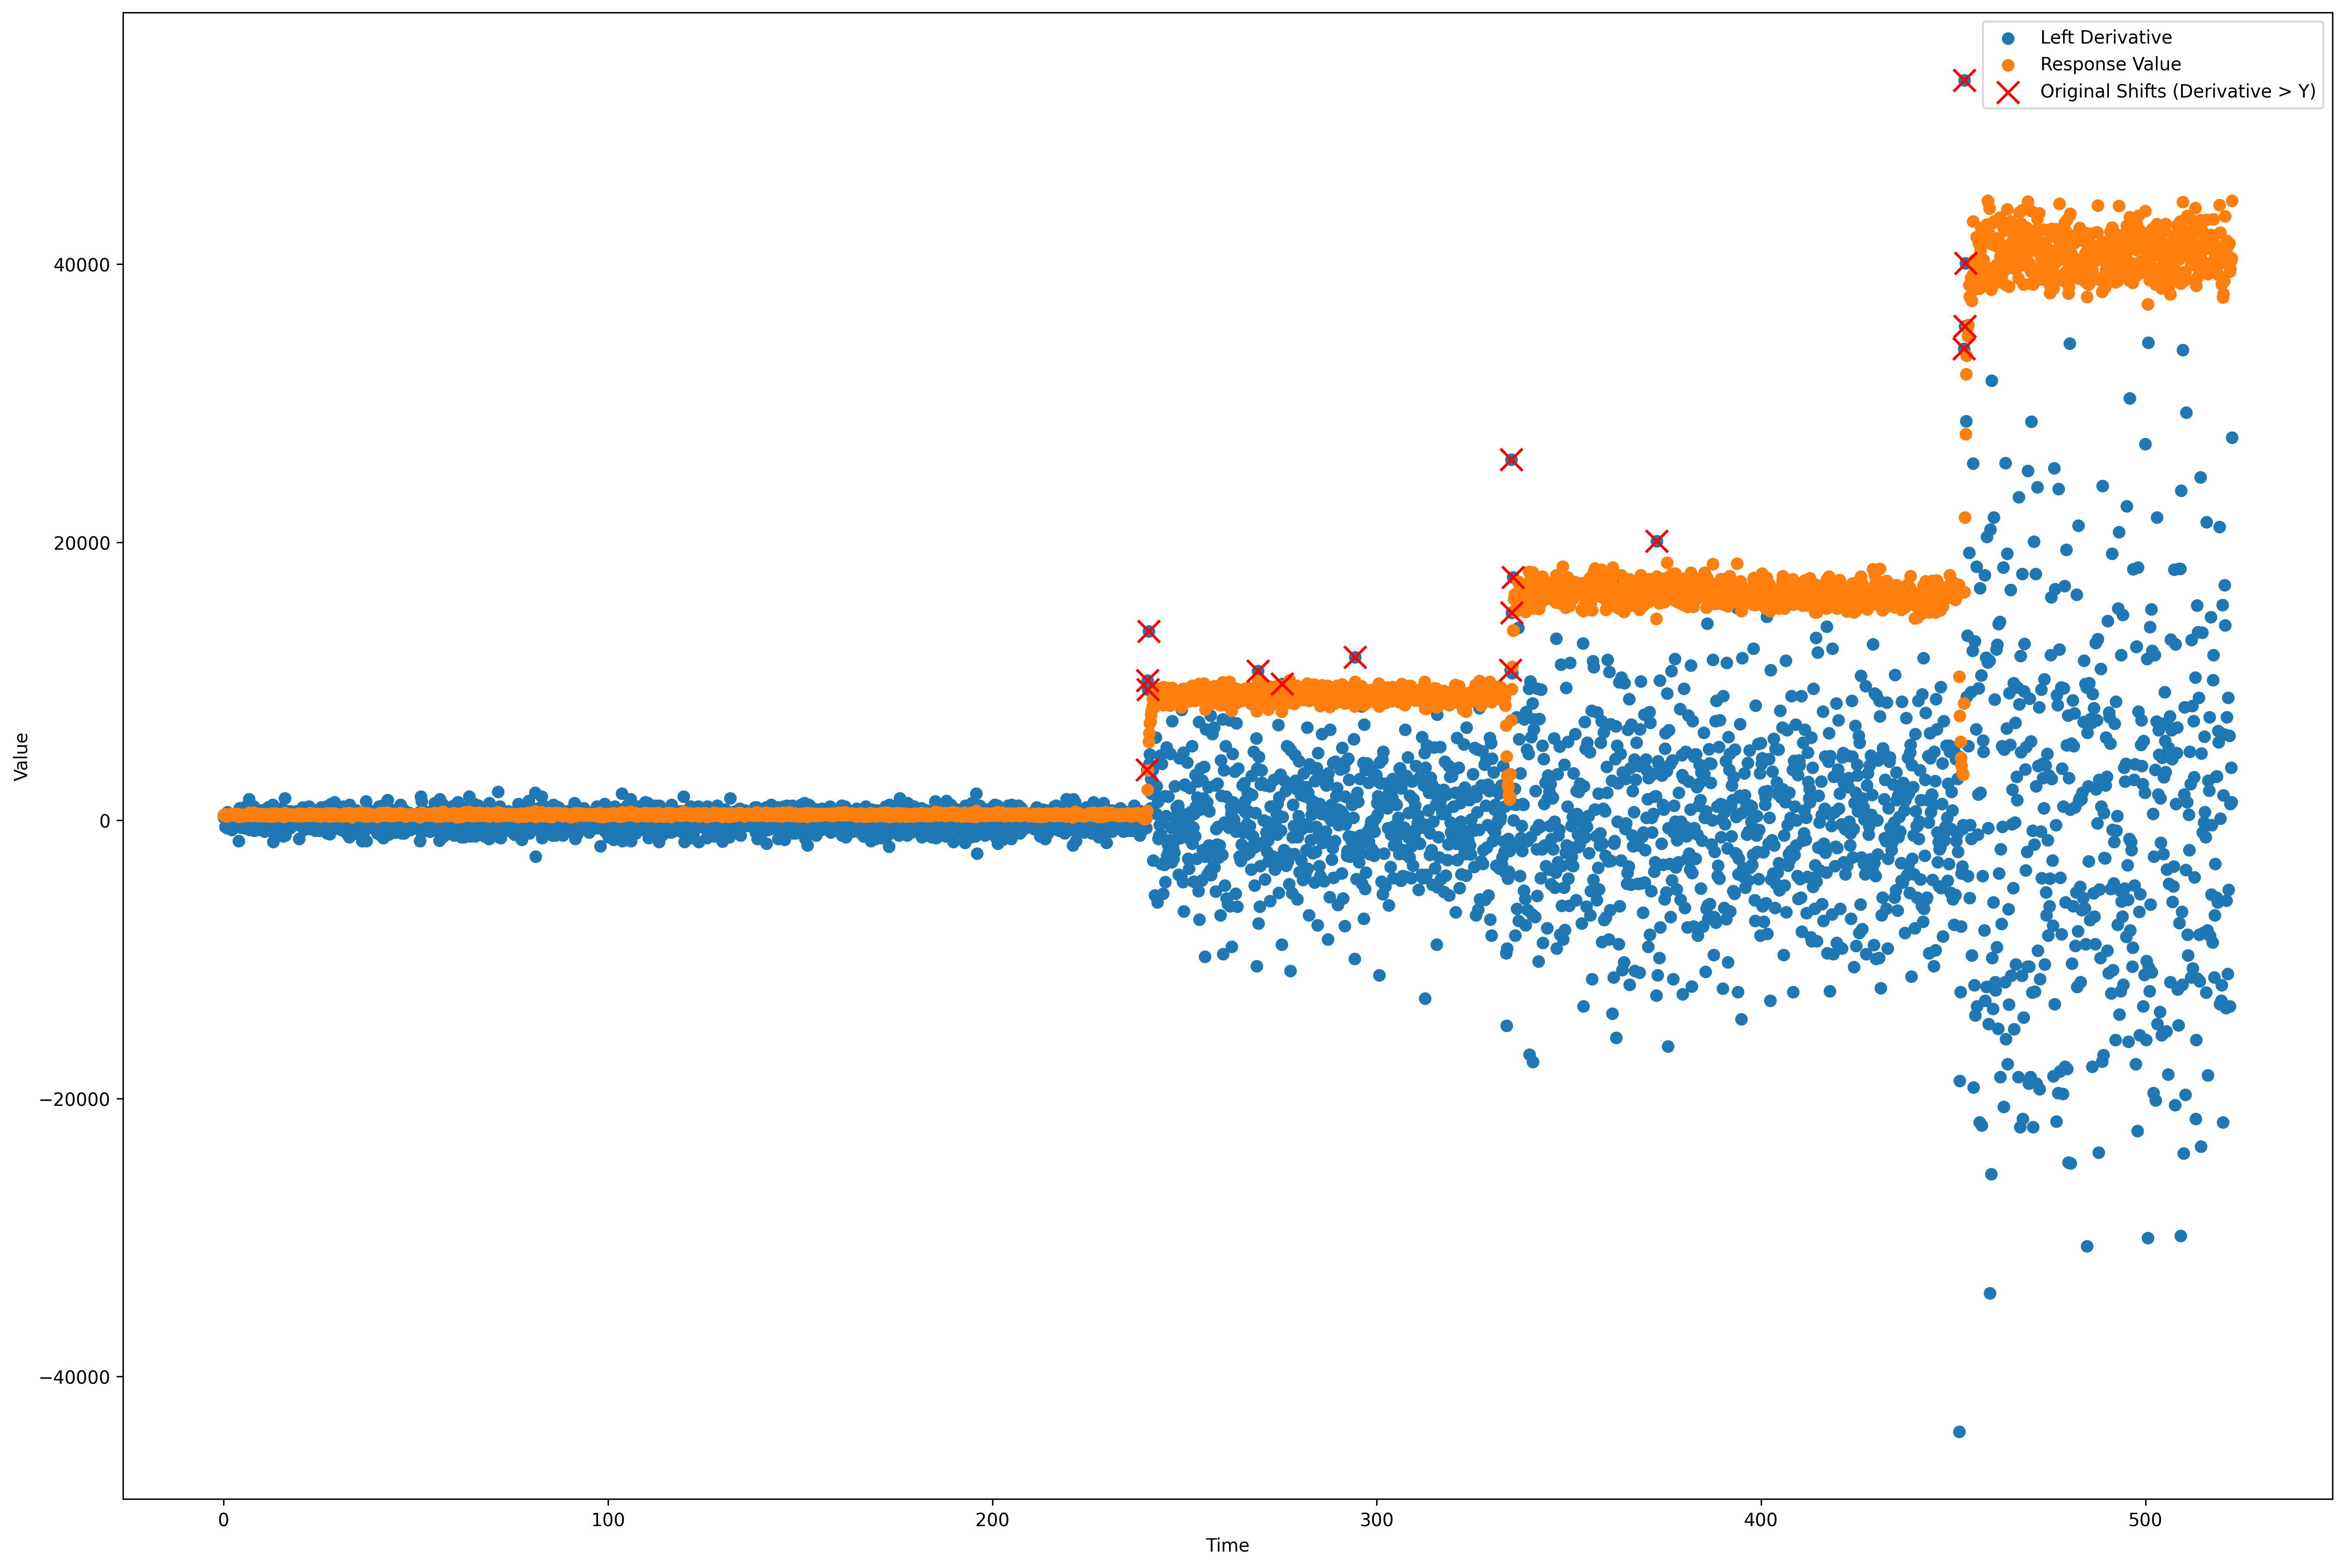 Left Derivative
Response Value
Original Shifts (Derivative > Y)
40000
20000
0
−20000
−40000
Value
0
100
200
300
400
500
Time